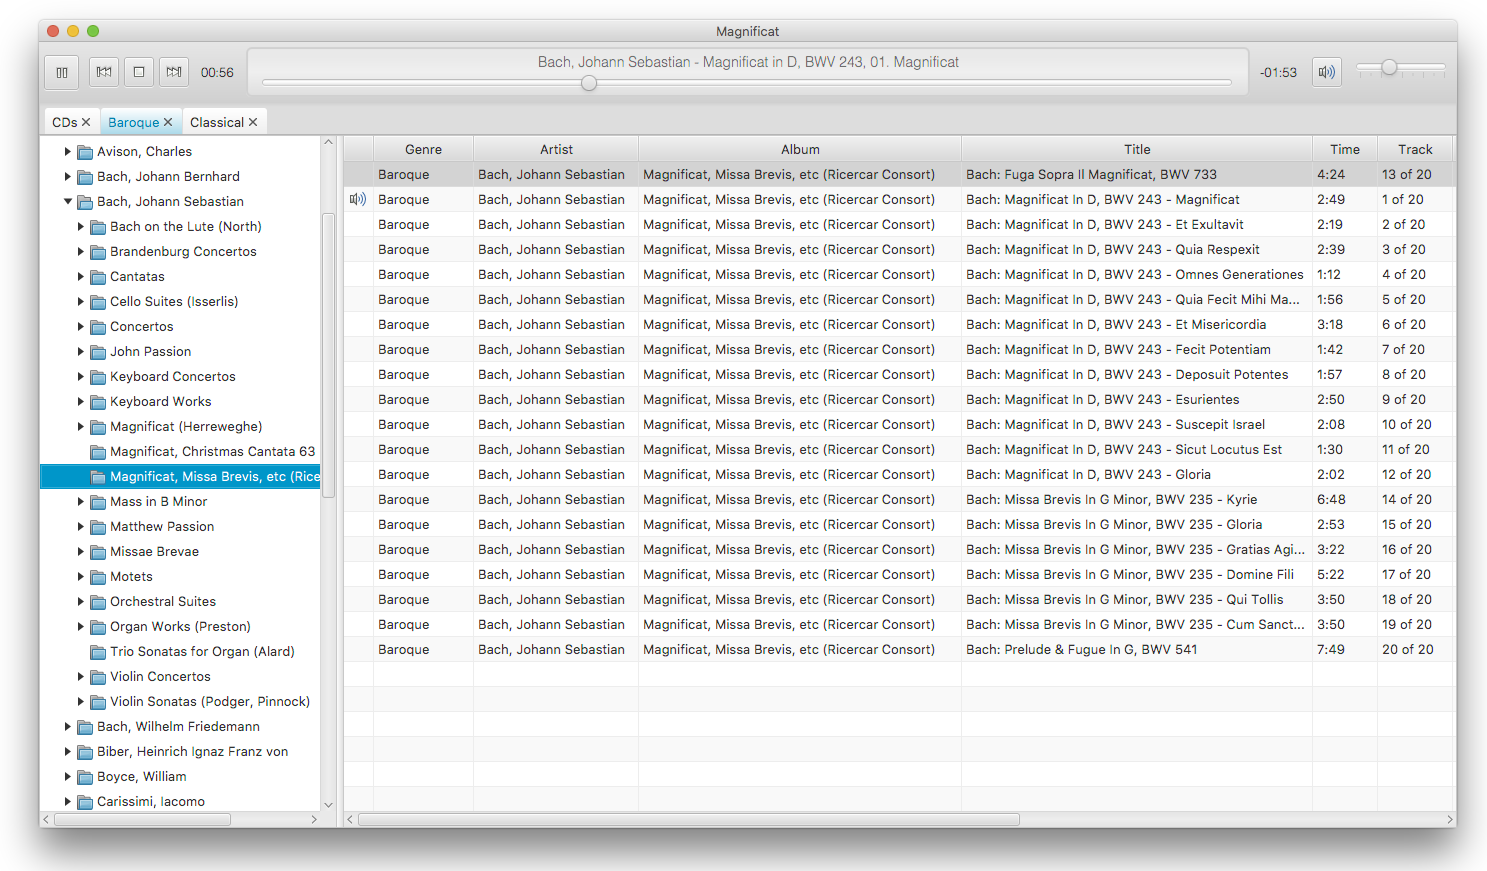 Magnificat
00:56
Bach, Johann Sebastian - Magnificat in D, BWV 243, 01. Magnificat
-01:53
CDs Baroque Classical
Avison, Charles
Bach, Johann Bernhard
Bach, Johann Sebastian
Bach on the Lute (North)
Brandenburg Concertos
Cantatas
Cello Suites (Isserlis)
Concertos
John Passion
Keyboard Concertos
Keyboard Works
Magnificat (Herreweghe)
Magnificat, Christmas Cantata 63
Magnificat, Missa Brevis, etc (Rice
Mass in B Minor
Matthew Passion
Missae Brevae
Motets
Orchestral Suites
Organ Works (Preston)
Trio Sonatas for Organ (Alard)
Violin Concertos
Violin Sonatas (Podger, Pinnock)
Bach, Wilhelm Friedemann
Biber, Heinrich Ignaz Franz von
Boyce, William
Carissimi, Iacomo
Genre Artist Album Title Time Track
Baroque Bach, Johann Sebastian Magnificat, Missa Brevis, etc (Ricercar Consort) Bach: Fuga Sopra Il Magnificat, BWV 733 4:24 13 of 20
Baroque Bach, Johann Sebastian Magnificat, Missa Brevis, etc (Ricercar Consort) Bach: Magnificat In D, BWV 243 - Magnificat 2:49 1 of 20
Baroque Bach, Johann Sebastian Magnificat, Missa Brevis, etc (Ricercar Consort) Bach: Magnificat In D, BWV 243 - Et Exultavit 2:19 2 of 20
Baroque Bach, Johann Sebastian Magnificat, Missa Brevis, etc (Ricercar Consort) Bach: Magnificat In D, BWV 243 - Quia Respexit 2:39 3 of 20
Baroque Bach, Johann Sebastian Magnificat, Missa Brevis, etc (Ricercar Consort) Bach: Magnificat In D, BWV 243 - Omnes Generationes 1:12 4 of 20
Baroque Bach, Johann Sebastian Magnificat, Missa Brevis, etc (Ricercar Consort) Bach: Magnificat In D, BWV 243 - Quia Fecit Mihi Ma... 1:56 5 of 20
Baroque Bach, Johann Sebastian Magnificat, Missa Brevis, etc (Ricercar Consort) Bach: Magnificat In D, BWV 243 - Et Misericordia 3:18 6 of 20
Baroque Bach, Johann Sebastian Magnificat, Missa Brevis, etc (Ricercar Consort) Bach: Magnificat In D, BWV 243 - Fecit Potentiam 1:42 7 of 20
Baroque Bach, Johann Sebastian Magnificat, Missa Brevis, etc (Ricercar Consort) Bach: Magnificat In D, BWV 243 - Deposuit Potentes 1:57 8 of 20
Baroque Bach, Johann Sebastian Magnificat, Missa Brevis, etc (Ricercar Consort) Bach: Magnificat In D, BWV 243 - Esurientes 2:50 9 of 20
Baroque Bach, Johann Sebastian Magnificat, Missa Brevis, etc (Ricercar Consort) Bach: Magnificat In D, BWV 243 - Suscepit Israel 2:08 10 of 20
Baroque Bach, Johann Sebastian Magnificat, Missa Brevis, etc (Ricercar Consort) Bach: Magnificat In D, BWV 243 - Sicut Locutus Est 1:30 11 of 20
Baroque Bach, Johann Sebastian Magnificat, Missa Brevis, etc (Ricercar Consort) Bach: Magnificat In D, BWV 243 - Gloria 2:02 12 of 20
Baroque Bach, Johann Sebastian Magnificat, Missa Brevis, etc (Ricercar Consort) Bach: Missa Brevis In G Minor, BWV 235 - Kyrie 6:48 14 of 20
Baroque Bach, Johann Sebastian Magnificat, Missa Brevis, etc (Ricercar Consort) Bach: Missa Brevis In G Minor, BWV 235 - Gloria 2:53 15 of 20
Baroque Bach, Johann Sebastian Magnificat, Missa Brevis, etc (Ricercar Consort) Bach: Missa Brevis In G Minor, BWV 235 - Gratias Agi... 3:22 16 of 20
Baroque Bach, Johann Sebastian Magnificat, Missa Brevis, etc (Ricercar Consort) Bach: Missa Brevis In G Minor, BWV 235 - Domine Fili 5:22 17 of 20
Baroque Bach, Johann Sebastian Magnificat, Missa Brevis, etc (Ricercar Consort) Bach: Missa Brevis In G Minor, BWV 235 - Qui Tollis 3:50 18 of 20
Baroque Bach, Johann Sebastian Magnificat, Missa Brevis, etc (Ricercar Consort) Bach: Missa Brevis In G Minor, BWV 235 - Cum Sanct... 3:50 19 of 20
Baroque Bach, Johann Sebastian Magnificat, Missa Brevis, etc (Ricercar Consort) Bach: Prelude & Fugue In G, BWV 541 7:49 20 of 20